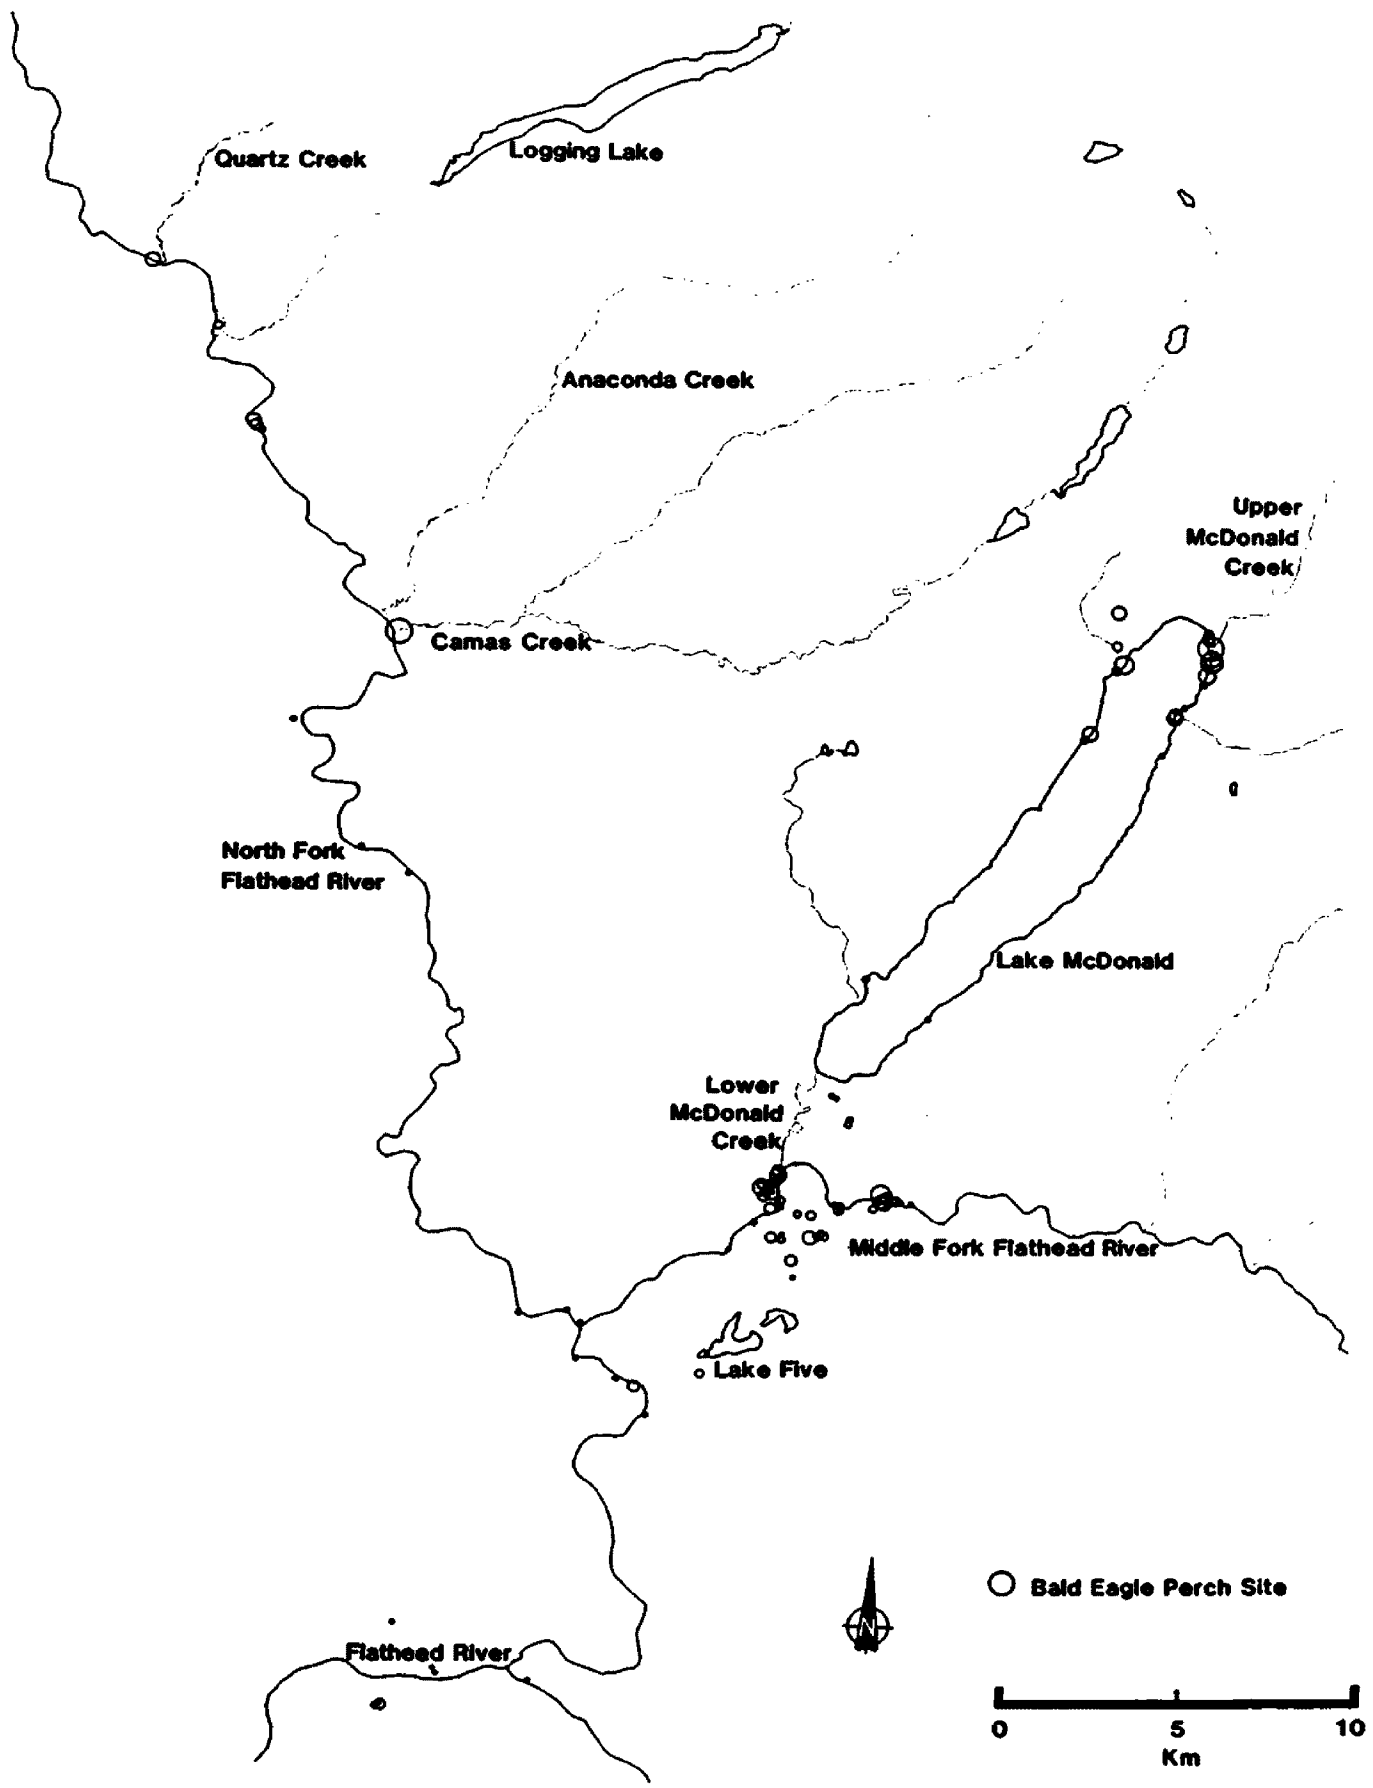 Quartz Creek
Logging Lake
Anaconda Creek
Upper
McDonald
Creek
Camas Creek
North Fork
Flathead River
Lake McDonald
Lower
McDonald
Creek
Middle Fork Flathead River
Lake Five
N
Bald Eagle Perch Site
Flathead River
0 5 10
Km